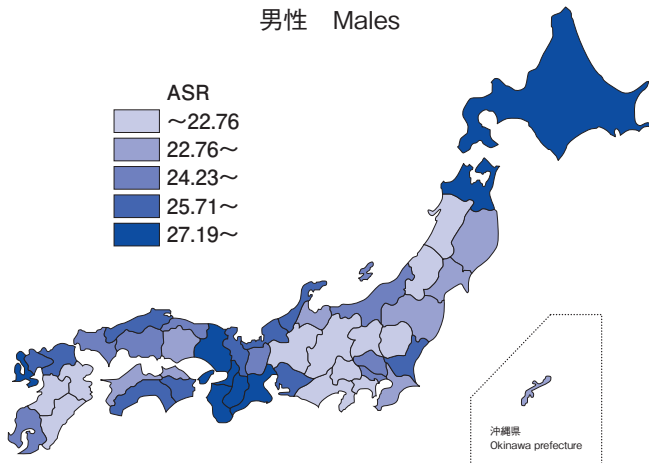 男性　Males
ASR
～22.76
22.76～
24.23～
25.71～
27.19～
沖縄県
Okinawa prefecture